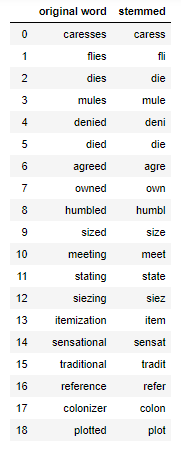 original word stemmed
0 caresses caress
1 flies fli
2 dies die
3 mules mule
4 denied deni
5 died die
6 agreed agre
7 owned own
8 humbled humbl
9 sized size
10 meeting meet
11 stating state
12 siezing siez
13 itemization item
14 sensational sensat
15 traditional tradit
16 reference refer
17 colonizer colon
18 plotted plot